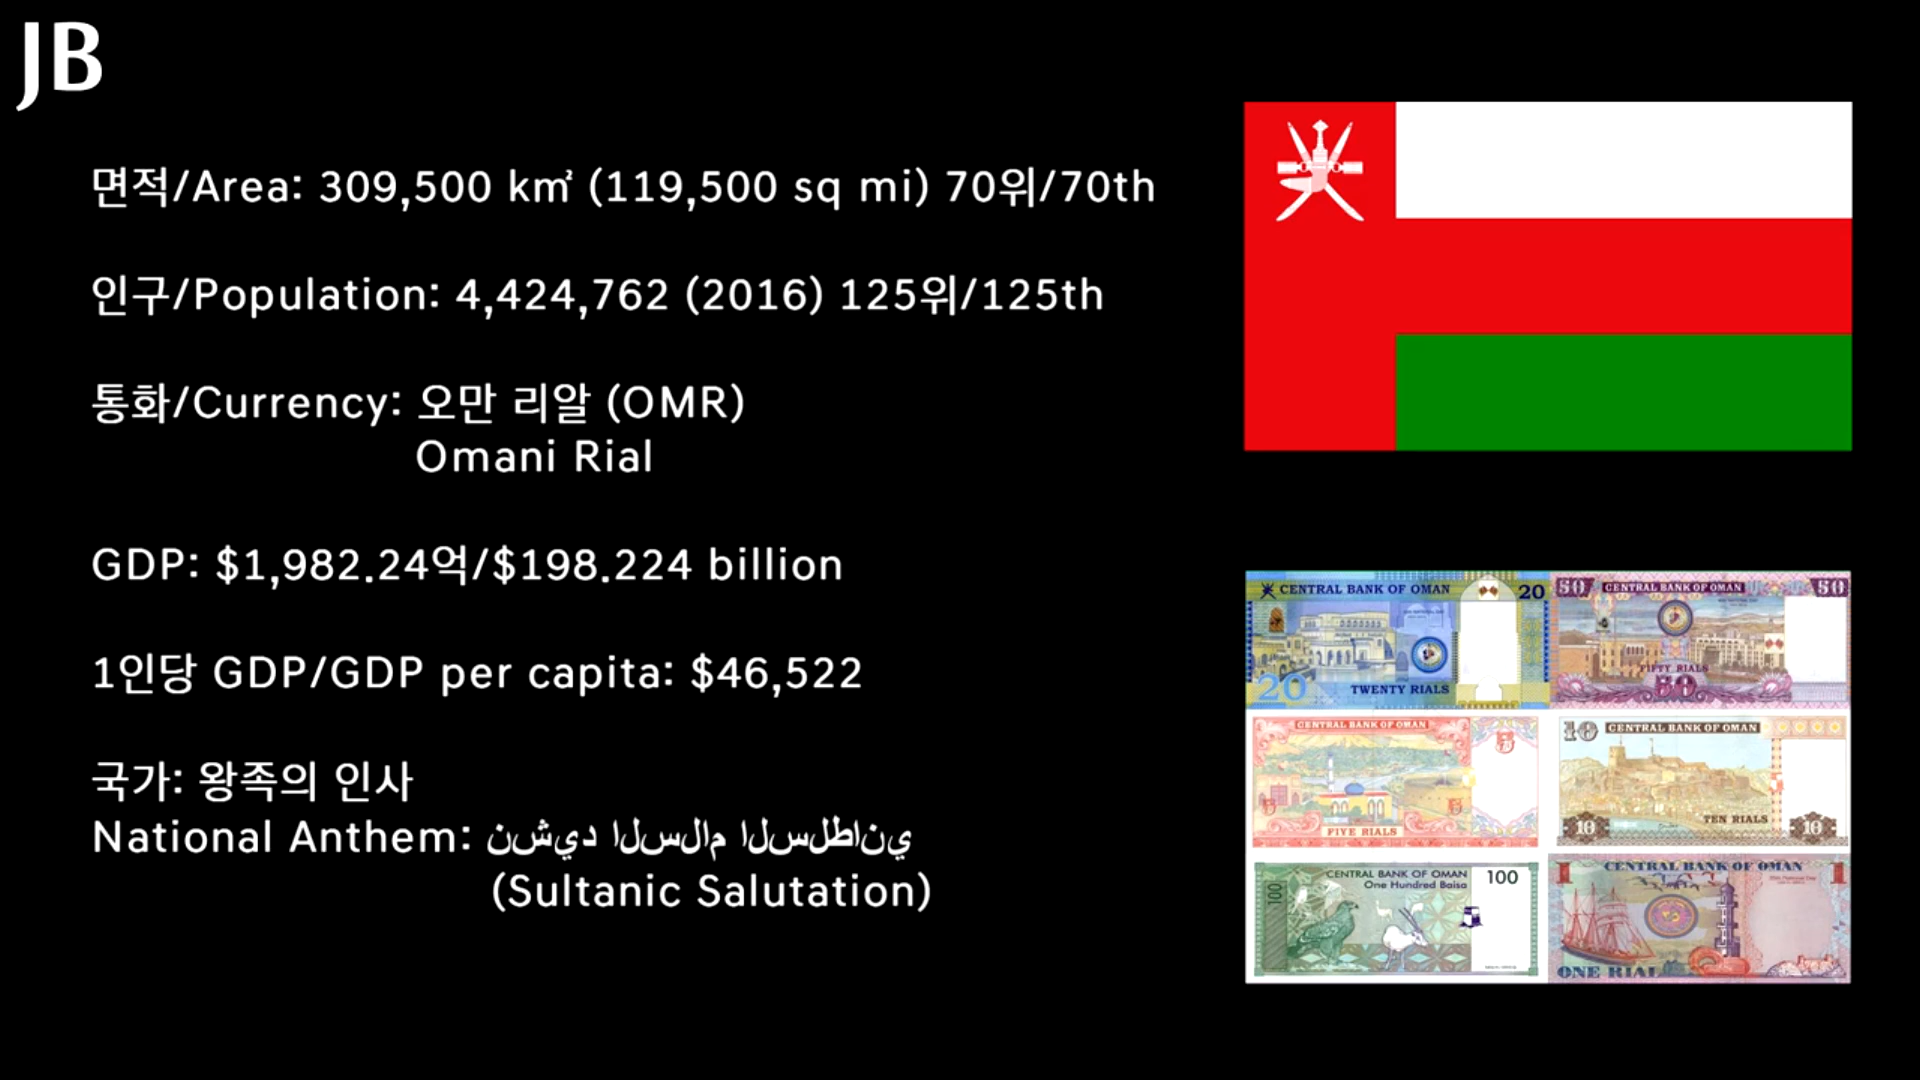 JB
면적/Area: 309,500 ㎢ (119,500 sq mi) 70위/70th
인구/Population: 4,424,762 (2016) 125위/125th
통화/Currency: 오만 리알 (OMR)
Omani Rial
GDP: $1,982.24억/$198.224 billion
1인당 GDP/GDP per capita: $46,522
국가: 왕족의 인사
National Anthem: نشيد السلام السلطاني
(Sultanic Salutation)
CENTRAL BANK OF OMAN 20
20 TWENTY RIALS
50 CENTRAL BANK OF OMAN 50
FIFTY RIALS
50
CENTRAL BANK OF OMAN
5
5 5
FIVE RIALS
10 CENTRAL BANK OF OMAN
TEN RIALS
10 10
100 CENTRAL BANK OF OMAN 100
One Hundred Baisa
1 CENTRAL BANK OF OMAN 1
ONE RIAL